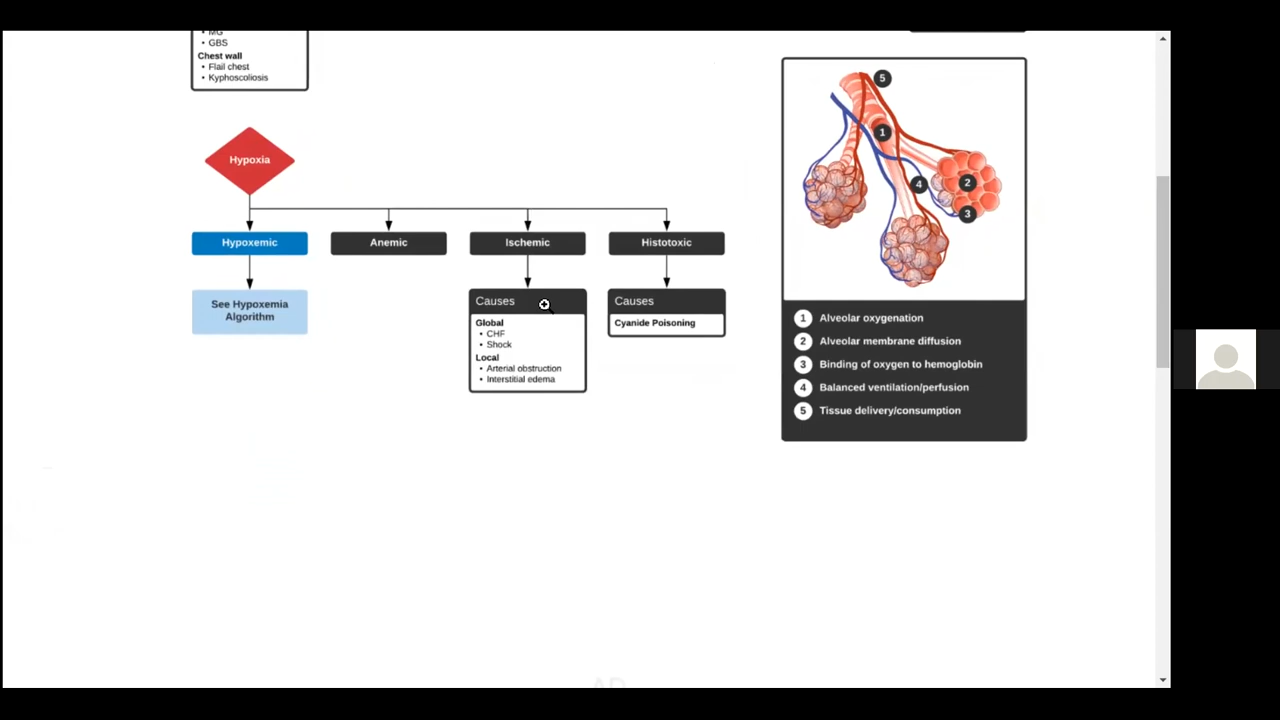 MG
• GBS
Chest wall
• Flail chest
• Kyphoscoliosis
Hypoxia
Hypoxemic
Anemic
Ischemic
Histotoxic
See Hypoxemia
Algorithm
Causes
Global
• CHF
• Shock
Local
• Arterial obstruction
• Interstitial edema
Causes
Cyanide Poisoning
5
1
4
2
3
1 Alveolar oxygenation
2 Alveolar membrane diffusion
3 Binding of oxygen to hemoglobin
4 Balanced ventilation/perfusion
5 Tissue delivery/consumption